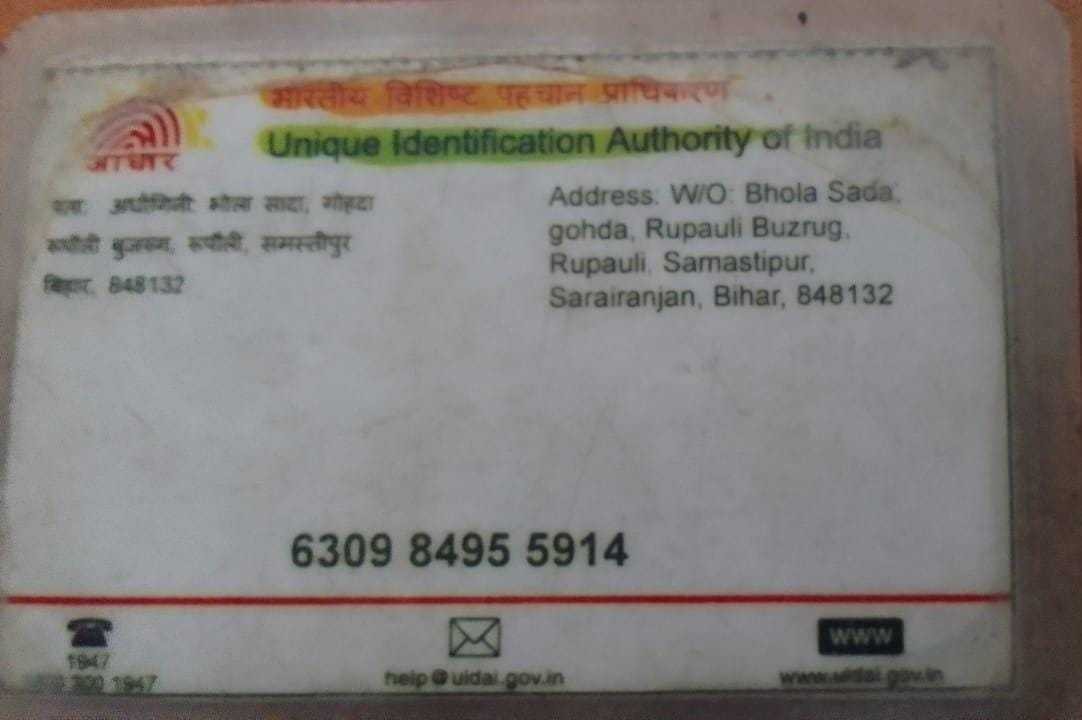 भारतीय विशिष्ट पहचान प्राधिकरण
Unique Identification Authority of India
आधार
पता: अर्धांगिनी: भोला सादा, गोहदा
रूपौली बुजरूग, रूपौली, समस्तीपुर
बिहार, 848132
Address: W/O: Bhola Sada,
gohda, Rupauli Buzrug,
Rupauli, Samastipur,
Sarairanjan, Bihar, 848132
6309 8495 5914
1947
300 1947
help@uidai.gov.in
www
www.uidai.gov.in